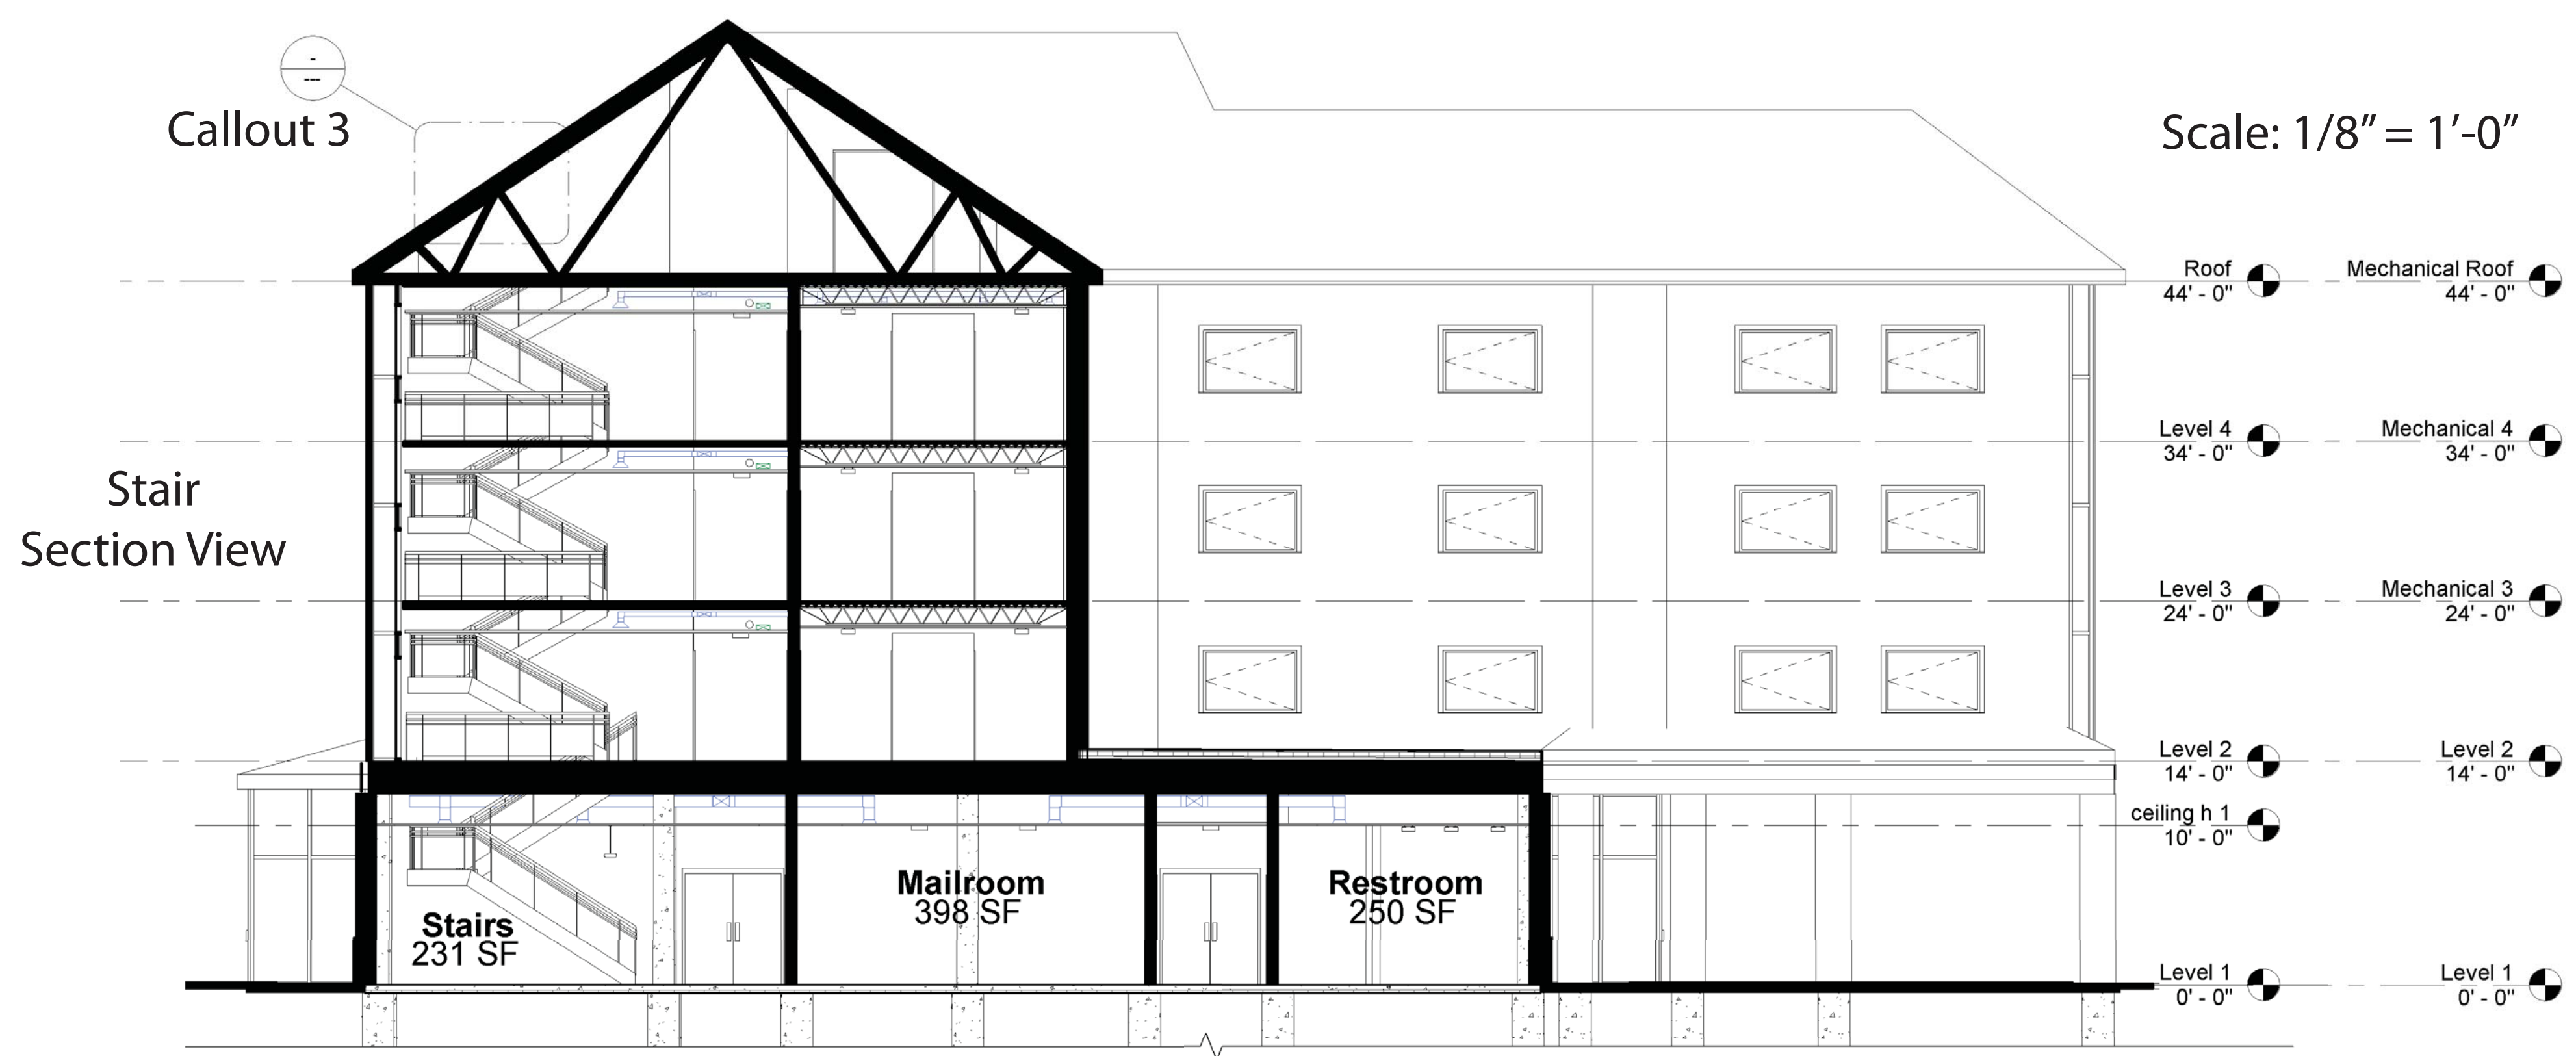 -
---
Callout 3
Scale: 1/8” = 1’-0”
Roof
44' - 0"
Mechanical Roof
44' - 0"
Level 4
34' - 0"
Mechanical 4
34' - 0"
Stair
Section View
Level 3
24' - 0"
Mechanical 3
24' - 0"
Level 2
14' - 0"
Level 2
14' - 0"
ceiling h 1
10' - 0"
Stairs
231 SF
Mailroom
398 SF
Restroom
250 SF
Level 1
0' - 0"
Level 1
0' - 0"